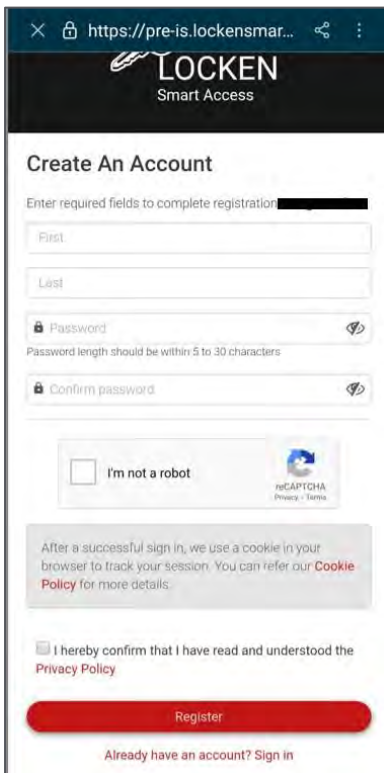 https://pre-is.lockensmar...
LOCKEN
Smart Access
Create An Account
Enter required fields to complete registration
First
Last
Password
Password length should be within 5 to 30 characters
Confirm password
I'm not a robot
reCAPTCHA
Privacy - Terms
After a successful sign in, we use a cookie in your
browser to track your session. You can refer our Cookie
Policy for more details.
I hereby confirm that I have read and understood the
Privacy Policy
Register
Already have an account? Sign in